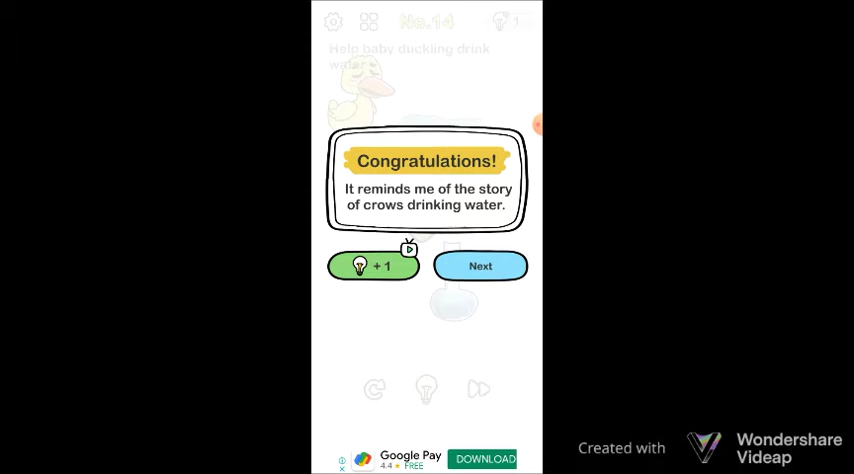 No.14
1
Help baby duckling drink
water.
Congratulations!
It reminds me of the story
of crows drinking water.
+ 1
Next
Google Pay
4.4 ★ FREE
DOWNLOAD
Created with
Wondershare
Videap